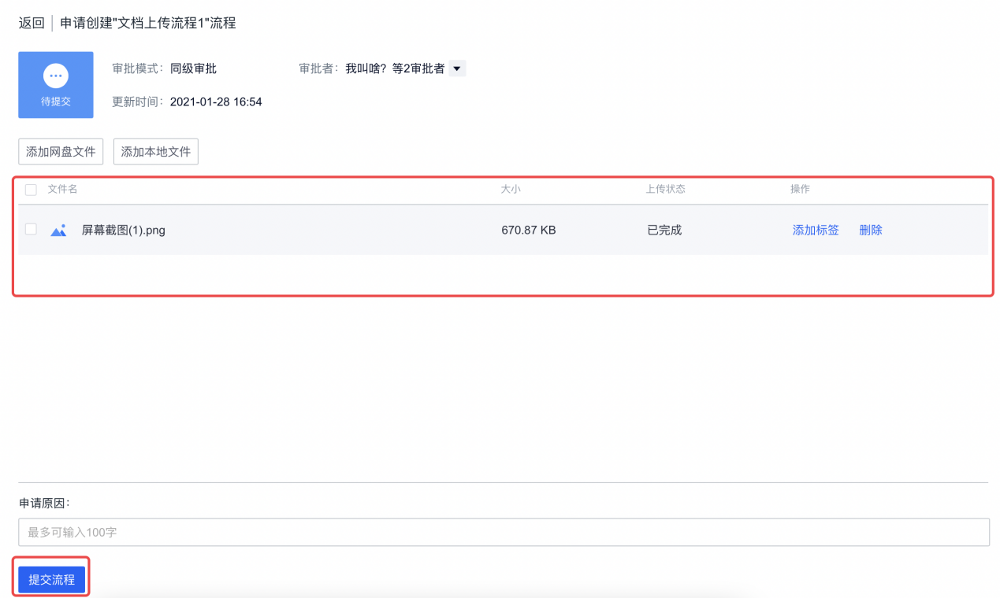 返回 申请创建"文档上传流程1"流程
审批模式：同级审批 审批者：我叫啥？等2审批者
待提交
更新时间：2021-01-28 16:54
添加网盘文件 添加本地文件
文件名 大小 上传状态 操作
屏幕截图(1).png 670.87 KB 已完成 添加标签 删除
申请原因：
最多可输入100字
提交流程